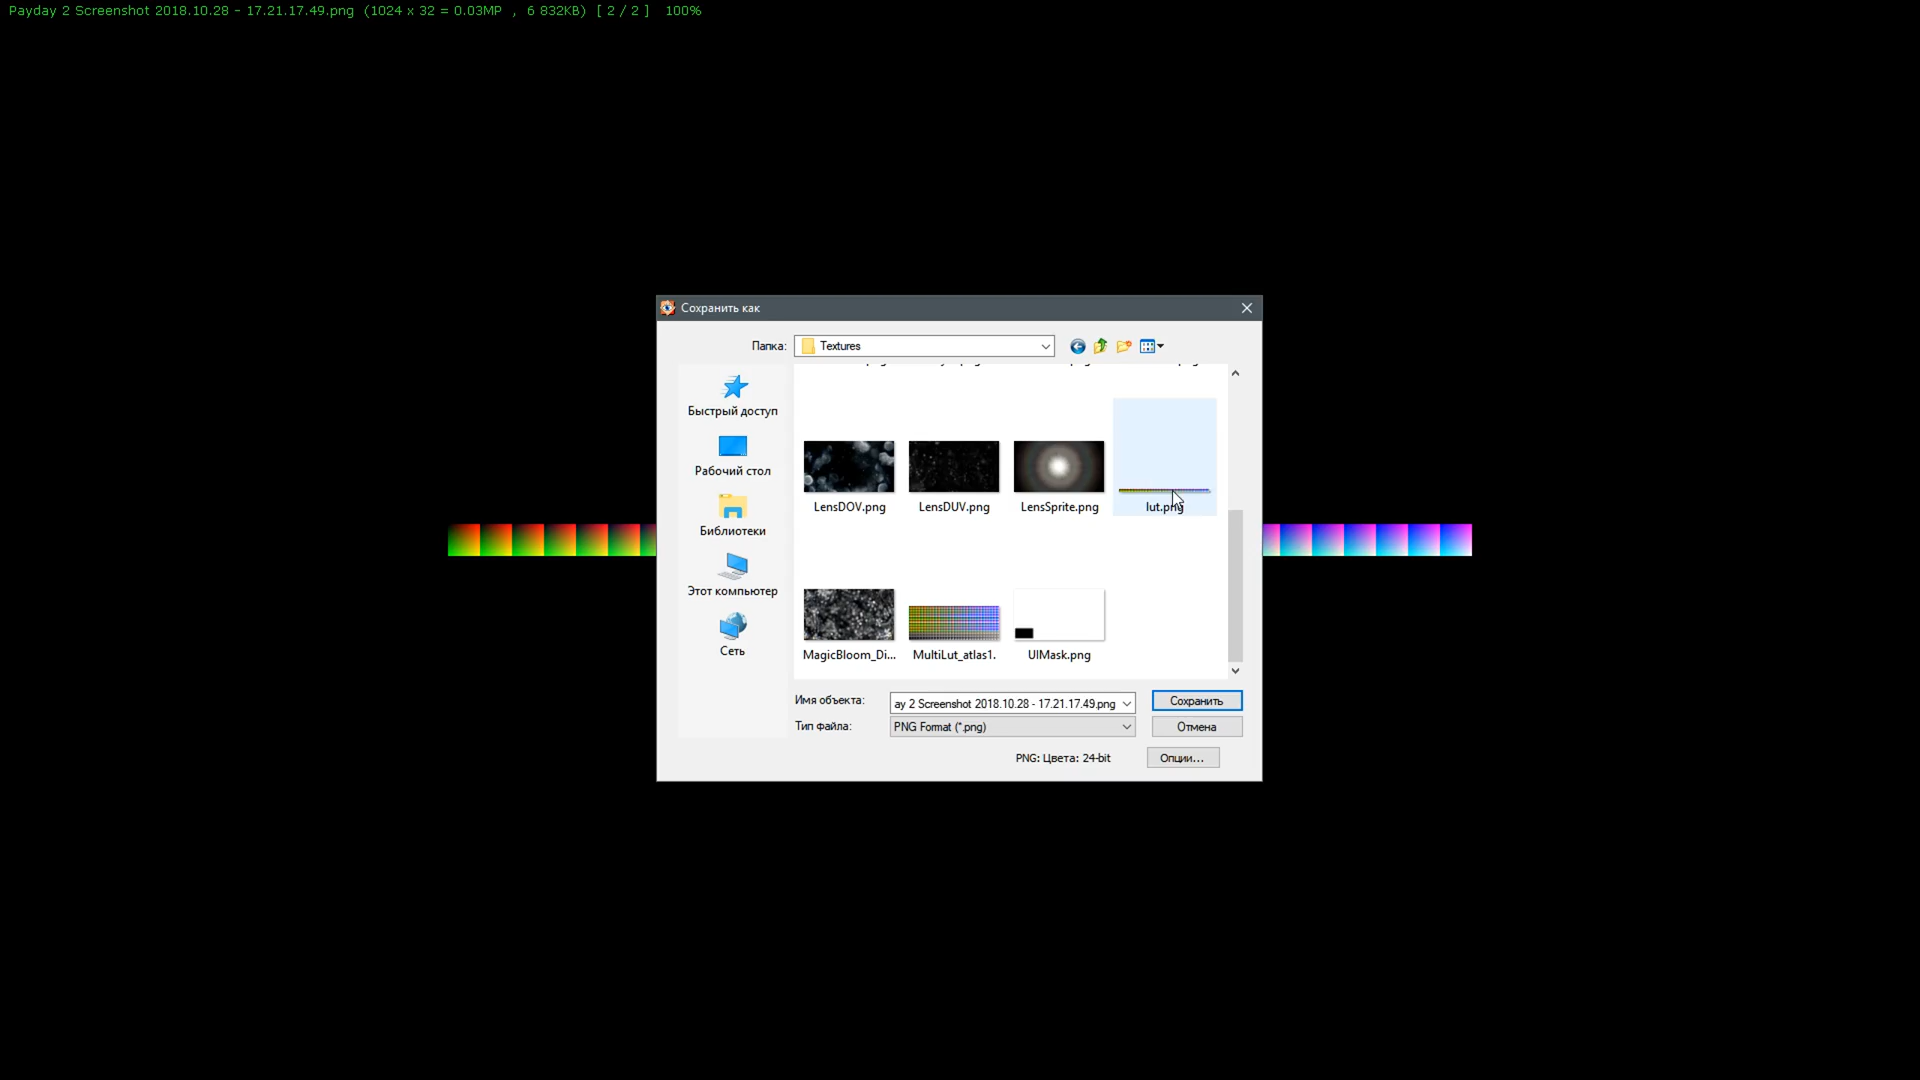 Payday 2 Screenshot 2018.10.28 - 17.21.17.49.png (1024 x 32 = 0.03MP , 6 832KB) [ 2 / 2 ] 100%
Сохранить как
Папка: Textures
Быстрый доступ
Рабочий стол
Библиотеки
Этот компьютер
Сеть
LensDOV.png
LensDUV.png
LensSprite.png
lut.png
MagicBloom_Di...
MultiLut_atlas1.
UIMask.png
Имя объекта: ay 2 Screenshot 2018.10.28 - 17.21.17.49.png
Сохранить
Тип файла: PNG Format (*.png)
Отмена
PNG: Цвета: 24-bit
Опции...